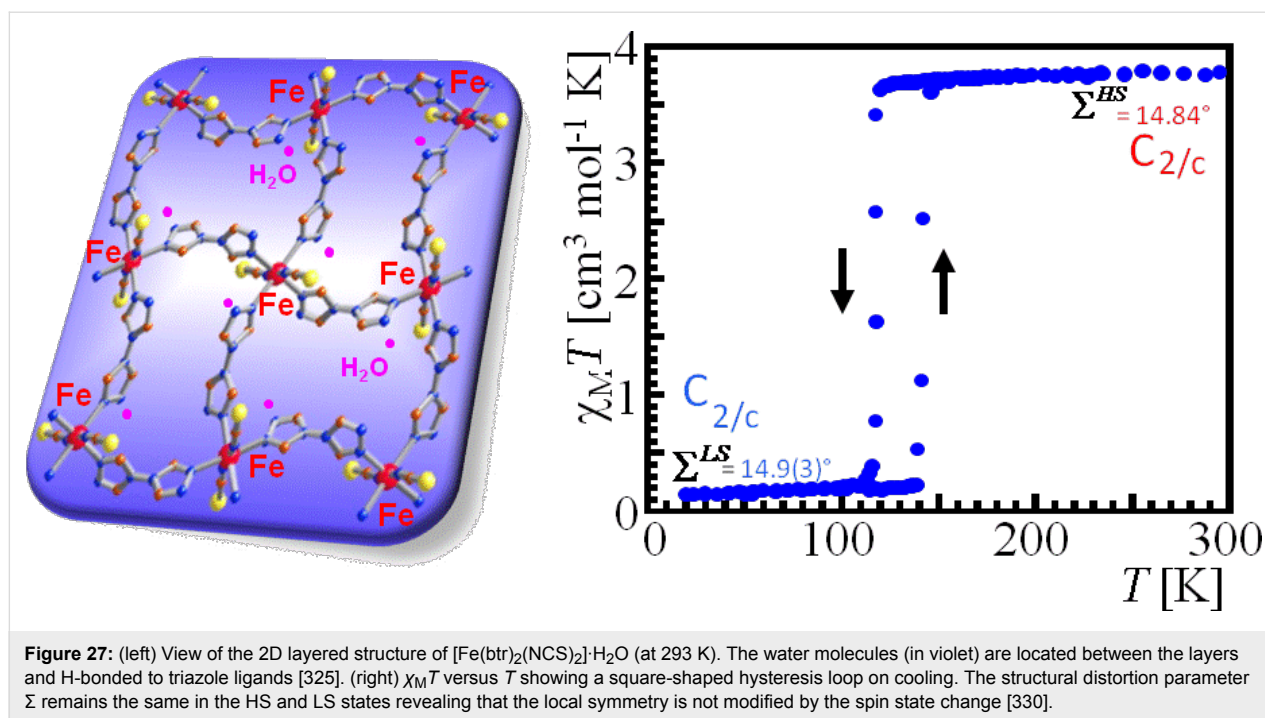 Fe
Fe
Fe
H₂O
Fe
Fe
Fe
H₂O
Fe
Fe
Fe
χ_M T [cm³ mol⁻¹ K]
4
3
2
1
0
Σ^HS = 14.84°
C₂/c
C₂/c
Σ^LS = 14.9(3)°
0 100 200 300
T [K]
Figure 27: (left) View of the 2D layered structure of [Fe(btr)₂(NCS)₂]·H₂O (at 293 K). The water molecules (in violet) are located between the layers
and H-bonded to triazole ligands [325]. (right) χ_MT versus T showing a square-shaped hysteresis loop on cooling. The structural distortion parameter
Σ remains the same in the HS and LS states revealing that the local symmetry is not modified by the spin state change [330].